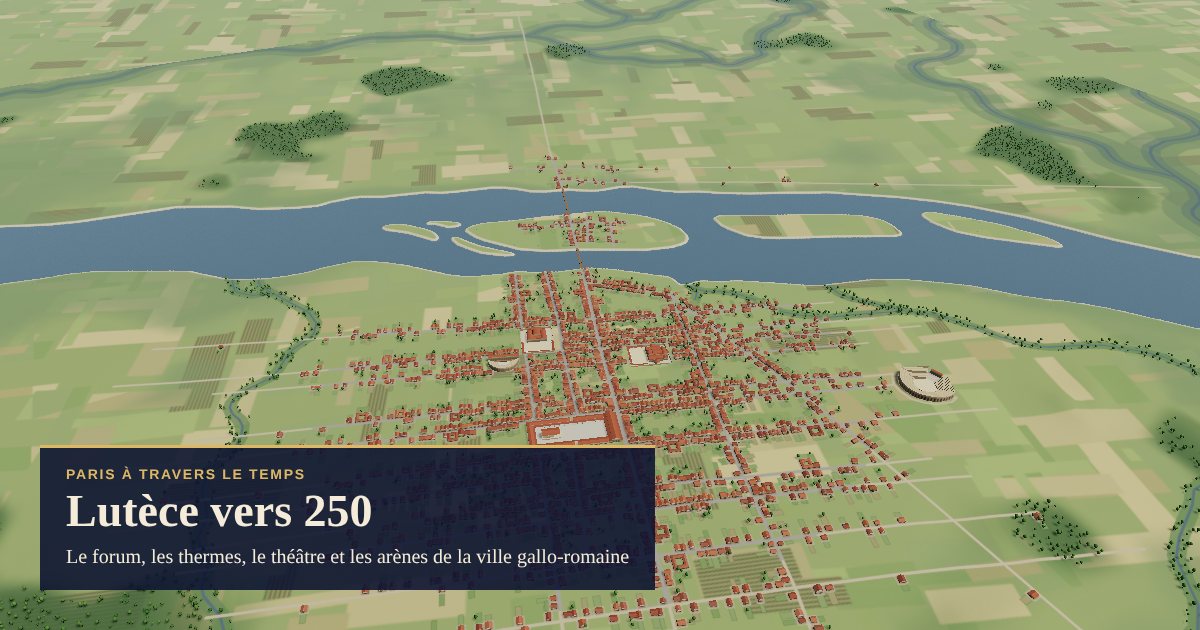 PARIS À TRAVERS LE TEMPS
Lutèce vers 250
Le forum, les thermes, le théâtre et les arènes de la ville gallo-romaine